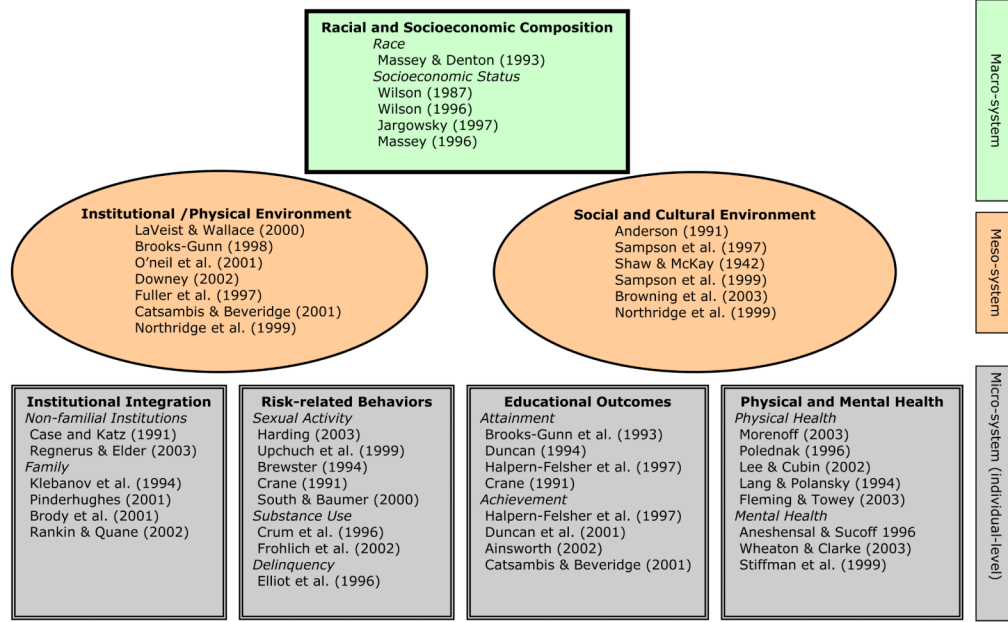 Racial and Socioeconomic Composition
Race
Massey & Denton (1993)
Socioeconomic Status
Wilson (1987)
Wilson (1996)
Jargowsky (1997)
Massey (1996)
Macro-system
Institutional /Physical Environment
LaVeist & Wallace (2000)
Brooks-Gunn (1998)
O'neil et al. (2001)
Downey (2002)
Fuller et al. (1997)
Catsambis & Beveridge (2001)
Northridge et al. (1999)
Social and Cultural Environment
Anderson (1991)
Sampson et al. (1997)
Shaw & McKay (1942)
Sampson et al. (1999)
Browning et al. (2003)
Northridge et al. (1999)
Meso-system
Institutional Integration
Non-familial Institutions
Case and Katz (1991)
Regnerus & Elder (2003)
Family
Klebanov et al. (1994)
Pinderhughes (2001)
Brody et al. (2001)
Rankin & Quane (2002)
Risk-related Behaviors
Sexual Activity
Harding (2003)
Upchuch et al. (1999)
Brewster (1994)
Crane (1991)
South & Baumer (2000)
Substance Use
Crum et al. (1996)
Frohlich et al. (2002)
Delinquency
Elliot et al. (1996)
Educational Outcomes
Attainment
Brooks-Gunn et al. (1993)
Duncan (1994)
Halpern-Felsher et al. (1997)
Crane (1991)
Achievement
Halpern-Felsher et al. (1997)
Duncan et al. (2001)
Ainsworth (2002)
Catsambis & Beveridge (2001)
Physical and Mental Health
Physical Health
Morenoff (2003)
Polednak (1996)
Lee & Cubin (2002)
Lang & Polansky (1994)
Fleming & Towey (2003)
Mental Health
Aneshensal & Sucoff 1996
Wheaton & Clarke (2003)
Stiffman et al. (1999)
Micro-system (individual-level)